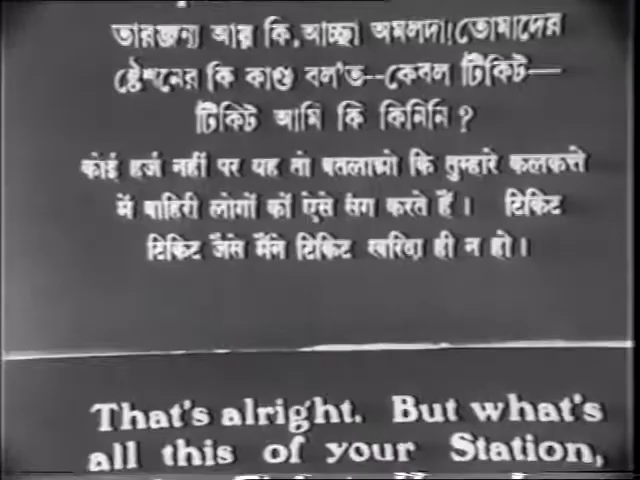 তারজন্য আর কি, আচ্ছা অমলদা! তোমাদের
ষ্টেশনের কি কাণ্ড বল'ত--কেবল টিকিট—
টিকিট আমি কি কিনিনি ?
कोई हर्ज नहीं पर यह तो बतलाओ कि तुम्हारे कलकत्ते
में बाहिरी लोगों को ऐसे तंग करते हैं । टिकिट
टिकिट जैसे मैंने टिकिट खरिदा ही न हो ।
That's alright. But what's
all this of your Station,